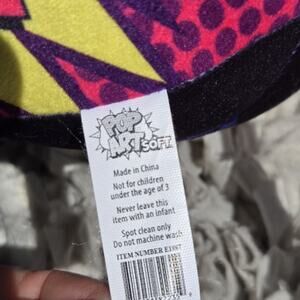 POP
ART SOFT
Made in China
Not for children
under the age of 3
Never leave this
item with an infant
Spot clean only
Do not machine wash
ITEM NUMBER